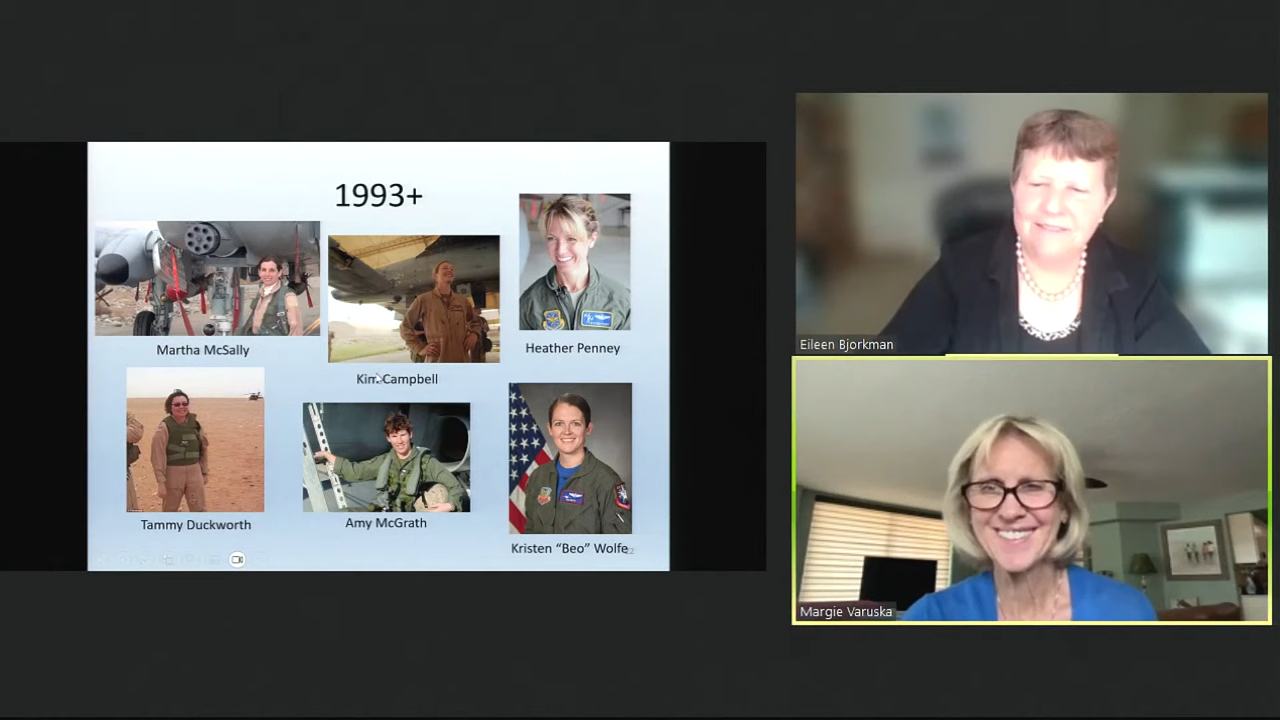 1993+
Martha McSally
Kim Campbell
Heather Penney
Tammy Duckworth
Amy McGrath
Kristen “Beo” Wolfe
Eileen Bjorkman
Margie Varuska